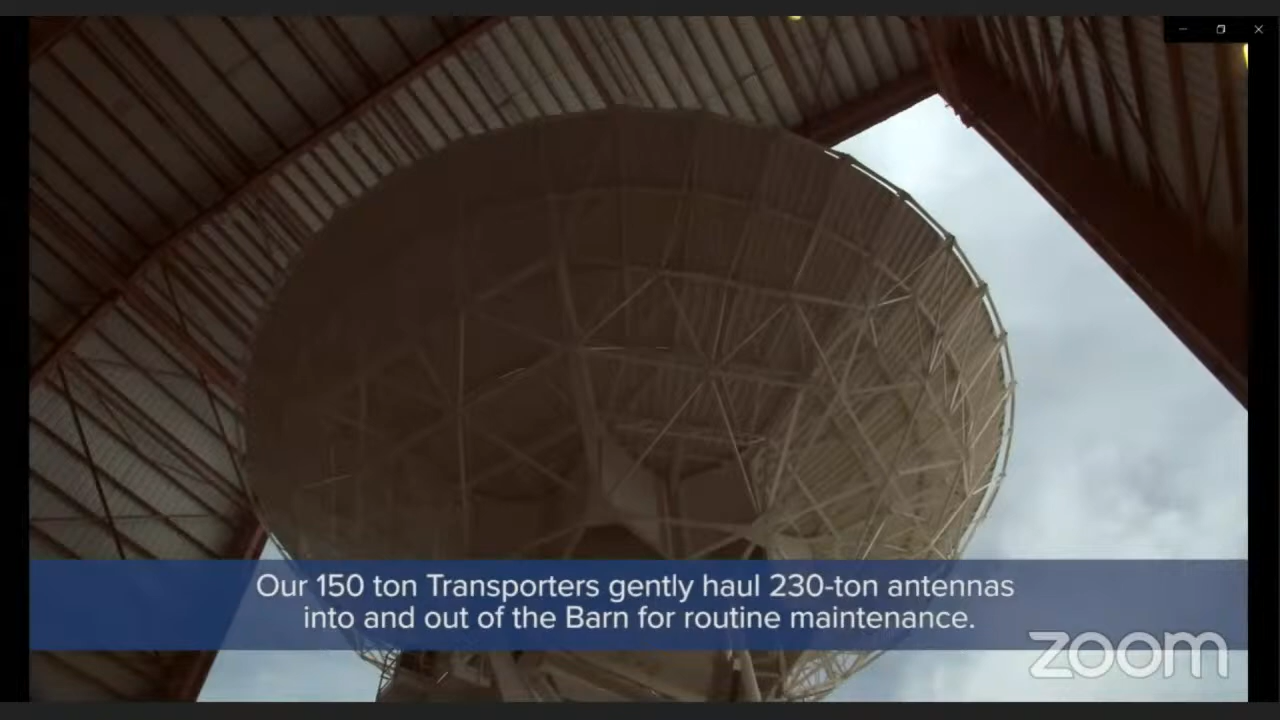 Our 150 ton Transporters gently haul 230-ton antennas
into and out of the Barn for routine maintenance.
zoom